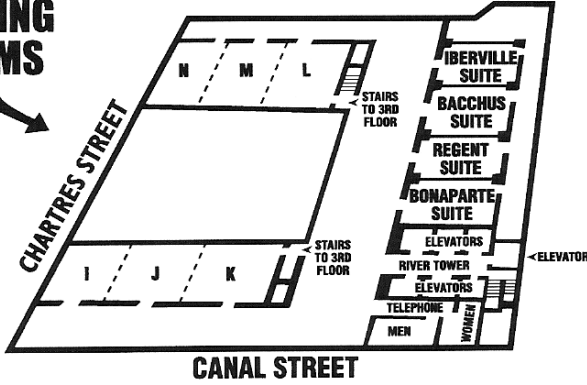 ING
MS
CHARTRES STREET
N M L
STAIRS
TO 3RD
FLOOR
IBERVILLE
SUITE
BACCHUS
SUITE
REGENT
SUITE
BONAPARTE
SUITE
I J K
STAIRS
TO 3RD
FLOOR
ELEVATORS
RIVER TOWER
ELEVATORS
ELEVATOR
TELEPHONE
MEN
WOMEN
CANAL STREET